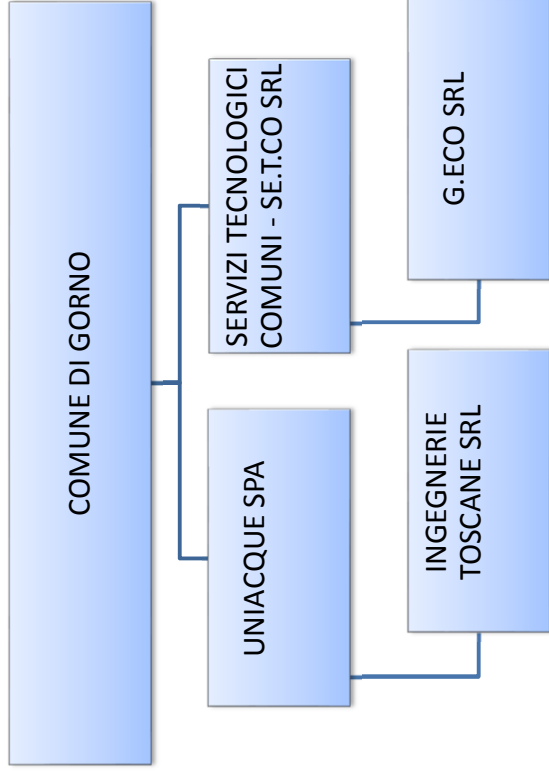 COMUNE DI GORNO
UNIACQUE SPA
SERVIZI TECNOLOGICI
COMUNI - SE.T.CO SRL
INGEGNERIE
TOSCANE SRL
G.ECO SRL